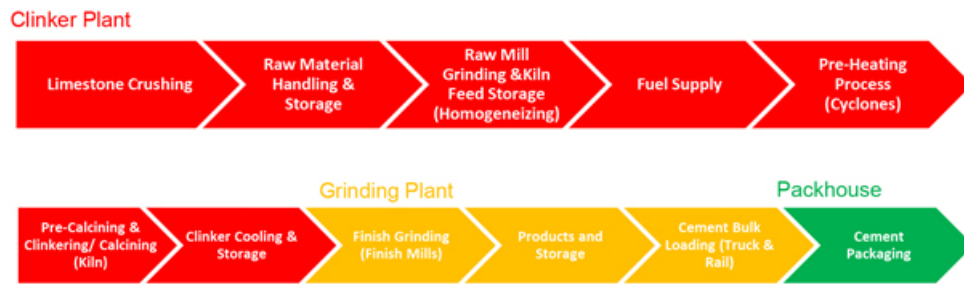 Clinker Plant
Limestone Crushing
Raw Material
Handling &
Storage
Raw Mill
Grinding &Kiln
Feed Storage
(Homogeneizing)
Fuel Supply
Pre-Heating
Process
(Cyclones)
Grinding Plant
Packhouse
Pre-Calcining &
Clinkering/ Calcining
(Kiln)
Clinker Cooling &
Storage
Finish Grinding
(Finish Mills)
Products and
Storage
Cement Bulk
Loading (Truck &
Rail)
Cement
Packaging